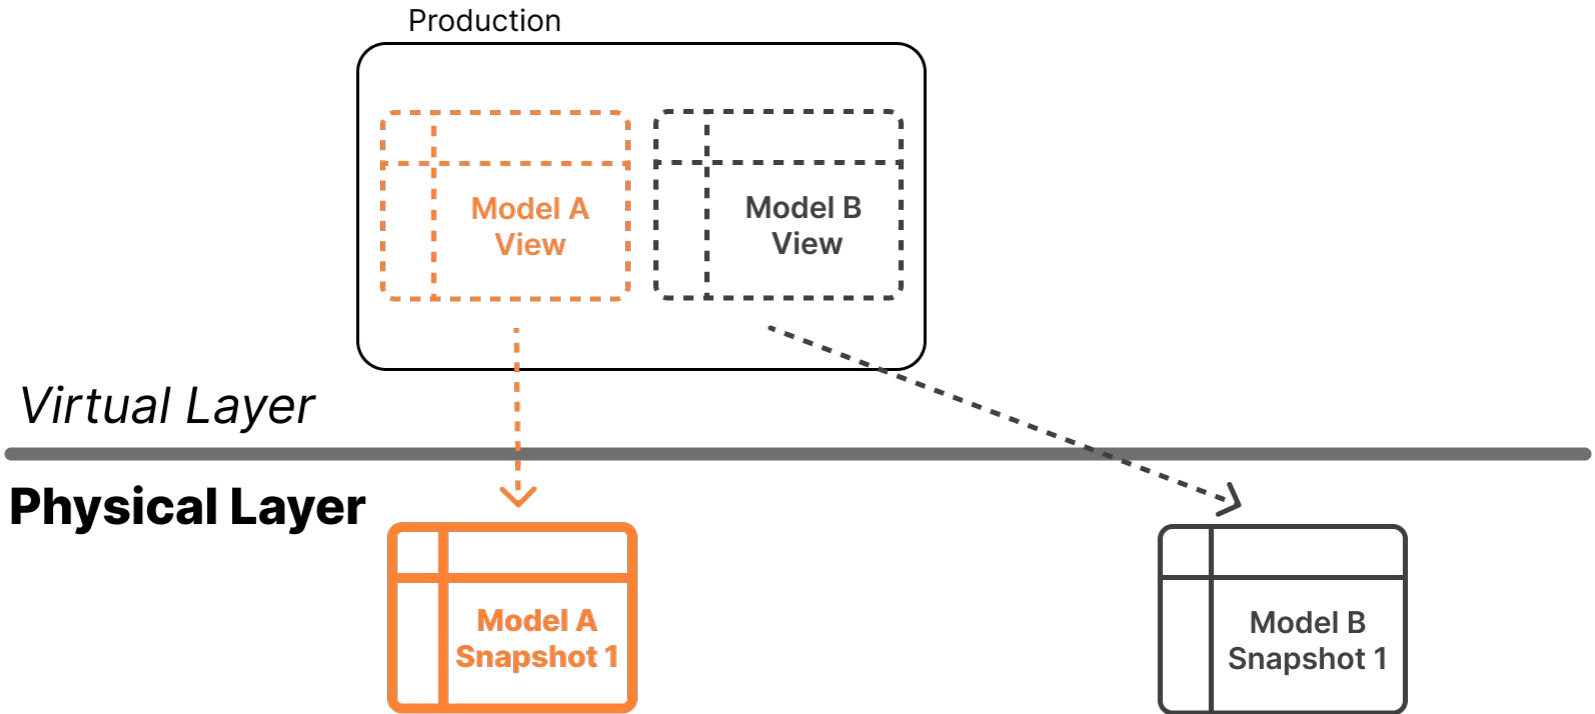 Production
Model A
View
Model B
View
Virtual Layer
Physical Layer
Model A
Snapshot 1
Model B
Snapshot 1